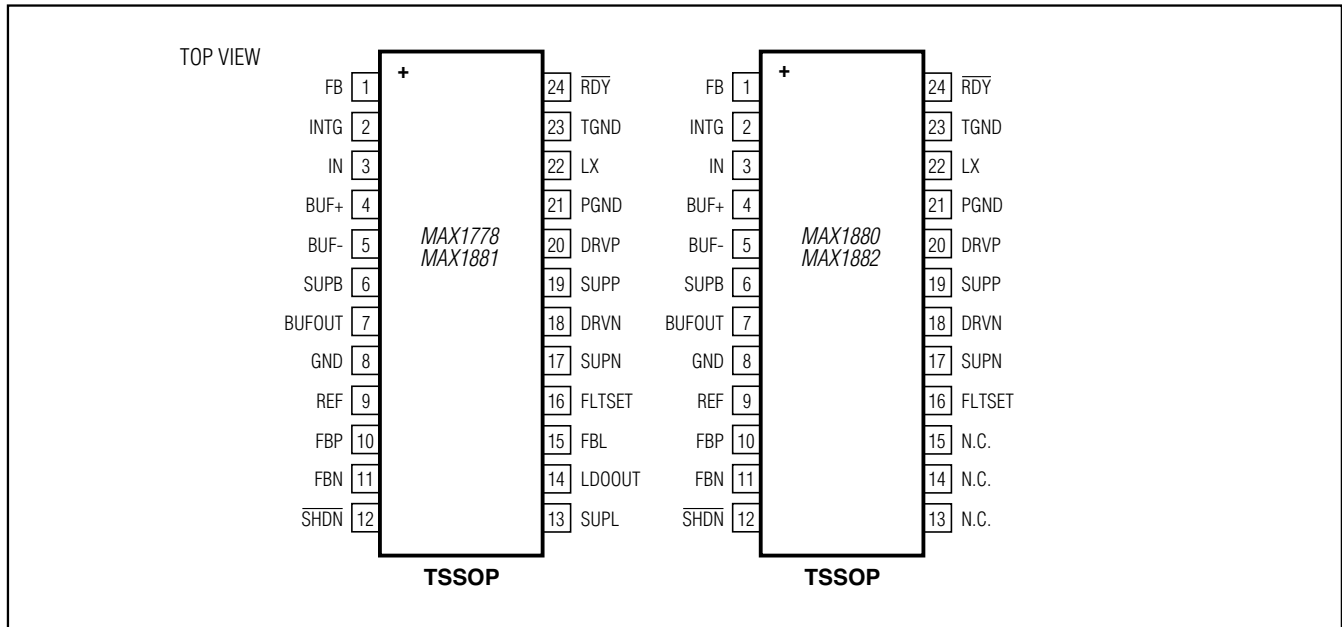 TOP VIEW
+
FB 1
INTG 2
IN 3
BUF+ 4
BUF- 5
SUPB 6
BUFOUT 7
GND 8
REF 9
FBP 10
FBN 11
SHDN 12
MAX1778
MAX1881
24 RDY
23 TGND
22 LX
21 PGND
20 DRVP
19 SUPP
18 DRVN
17 SUPN
16 FLTSET
15 FBL
14 LDOOUT
13 SUPL
TSSOP
+
FB 1
INTG 2
IN 3
BUF+ 4
BUF- 5
SUPB 6
BUFOUT 7
GND 8
REF 9
FBP 10
FBN 11
SHDN 12
MAX1880
MAX1882
24 RDY
23 TGND
22 LX
21 PGND
20 DRVP
19 SUPP
18 DRVN
17 SUPN
16 FLTSET
15 N.C.
14 N.C.
13 N.C.
TSSOP